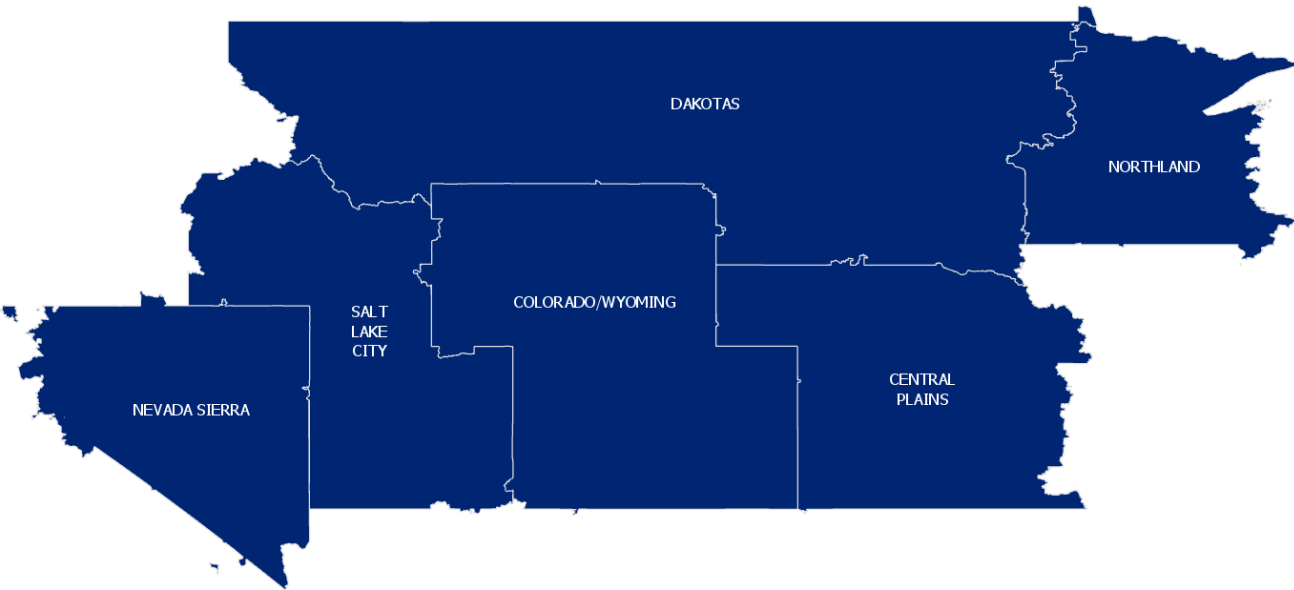 DAKOTAS
NORTHLAND
COLORADO/WYOMING
SALT
LAKE
CITY
CENTRAL
PLAINS
NEVADA SIERRA